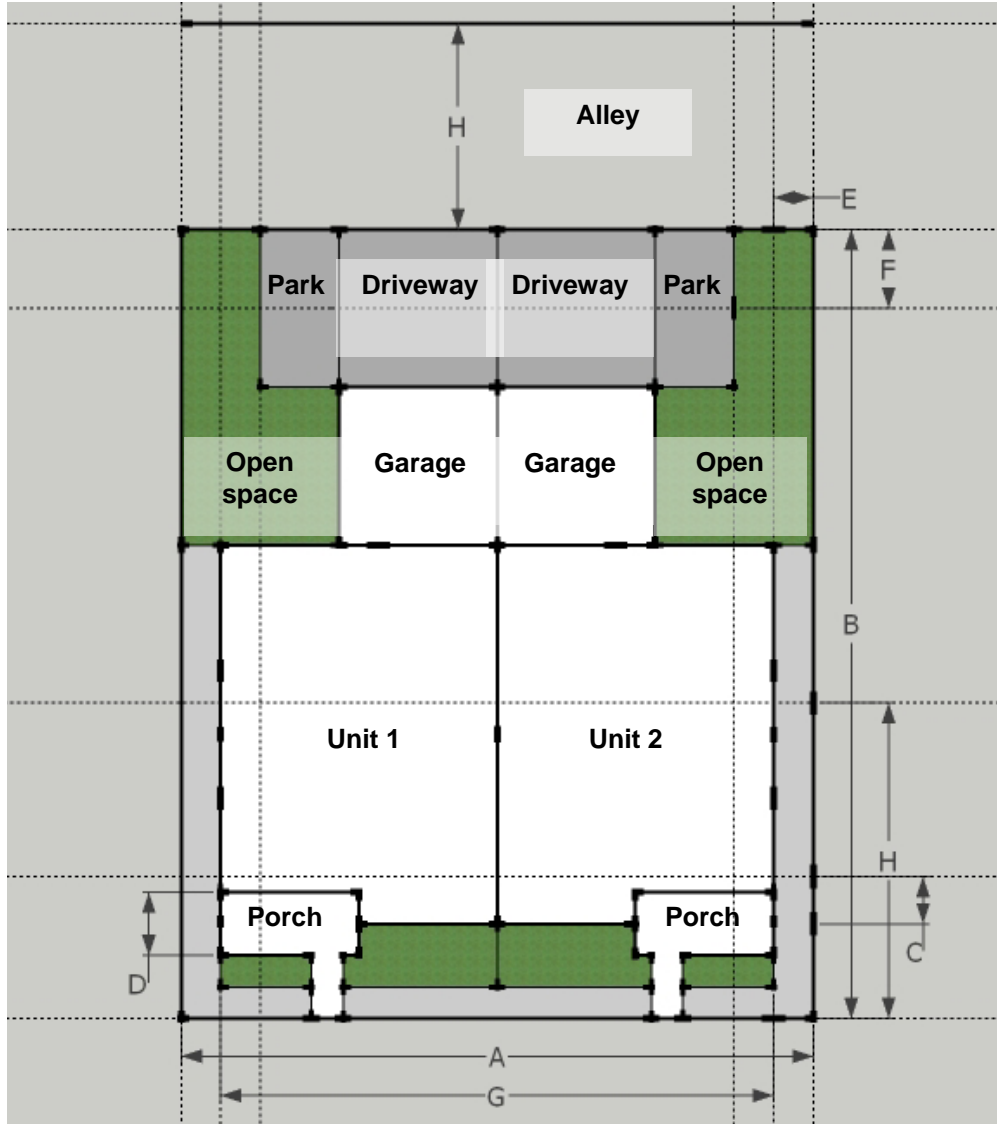 Alley
H
E
F
Park
Driveway
Driveway
Park
Open
space
Garage
Garage
Open
space
B
Unit 1
Unit 2
H
Porch
Porch
C
D
A
G